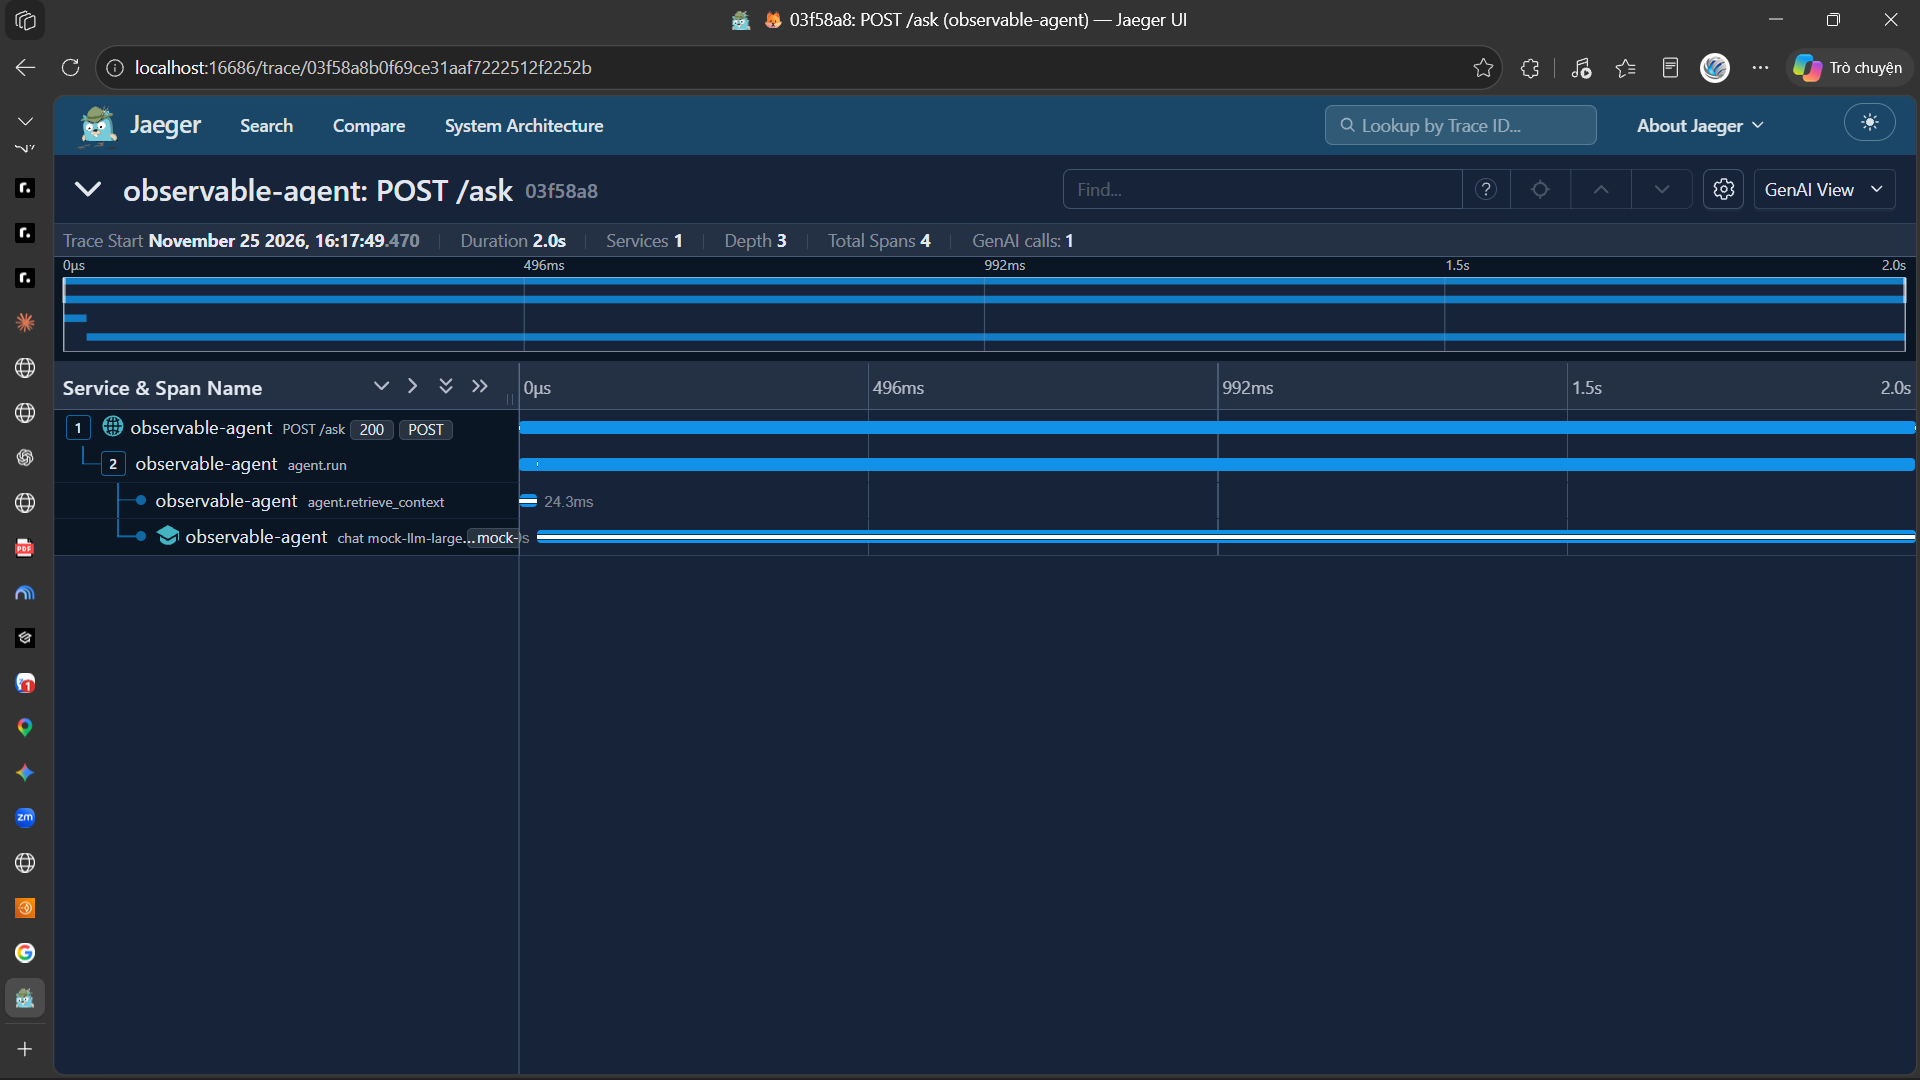 03f58a8: POST /ask (observable-agent) — Jaeger UI
localhost:16686/trace/03f58a8b0f69ce31aaf7222512f2252b
Trò chuyện
Jaeger
Search
Compare
System Architecture
Lookup by Trace ID...
About Jaeger
observable-agent: POST /ask 03f58a8
Find...
?
GenAI View
Trace Start November 25 2026, 16:17:49.470
Duration 2.0s
Services 1
Depth 3
Total Spans 4
GenAI calls: 1
0μs 496ms 992ms 1.5s 2.0s
Service & Span Name
0μs 496ms 992ms 1.5s 2.0s
1 observable-agent POST /ask 200 POST
2 observable-agent agent.run
observable-agent agent.retrieve_context 24.3ms
observable-agent chat mock-llm-large... mock-
PDF
1
zm